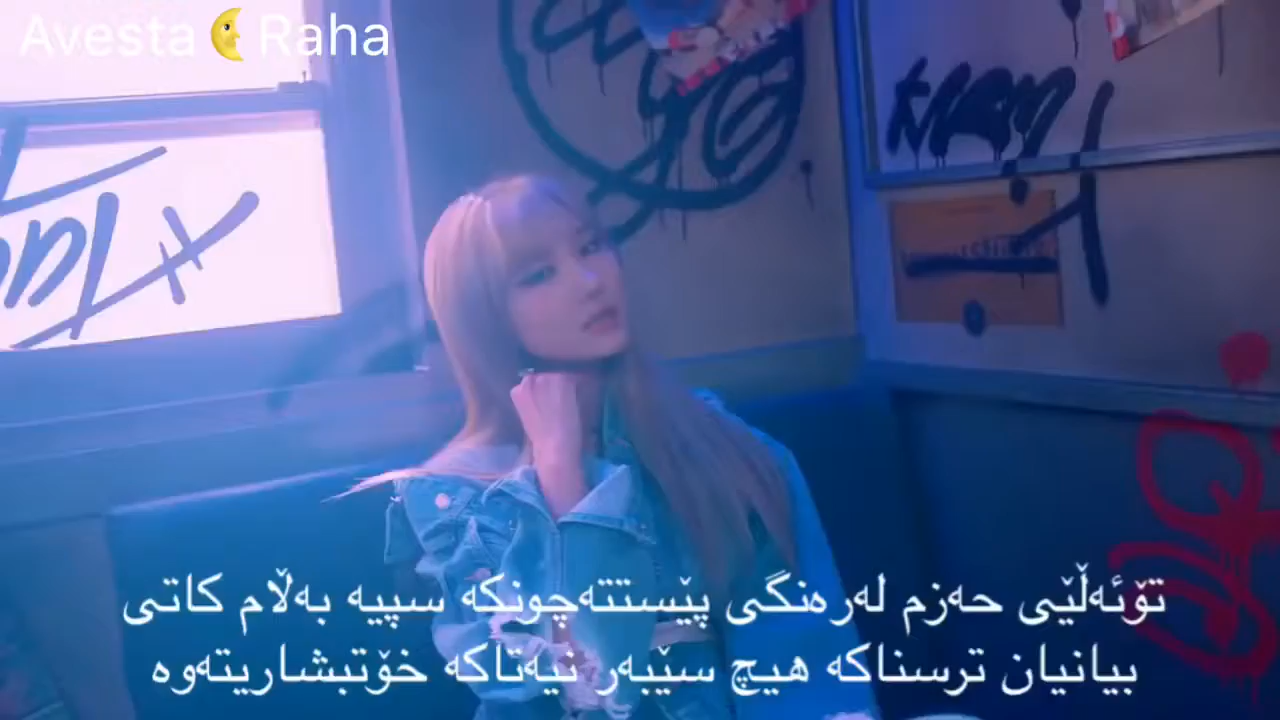 Avesta🌜Raha
تۆئەڵێی حەزم لەرەنگی پێستتەچونکە سپیە بەڵام کاتی
بیانیان ترسناکە هیچ سێبەر نیەتاکە خۆتبشاریتەوە